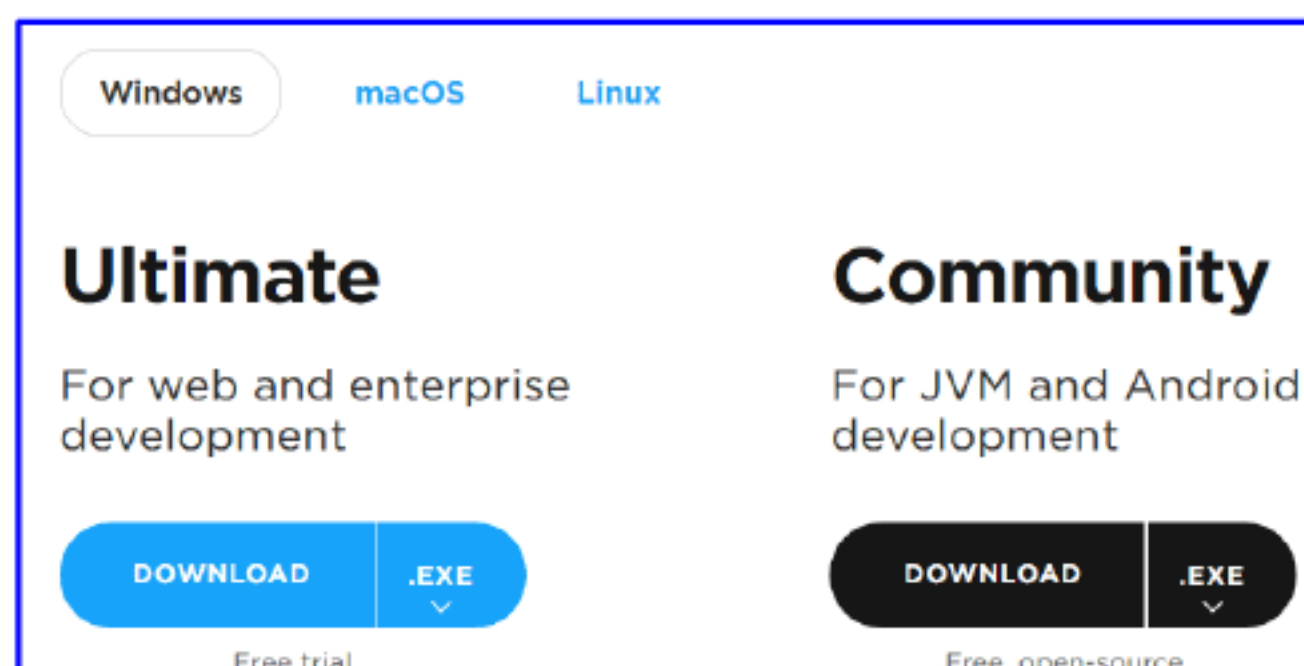 Windows macOS Linux
Ultimate
For web and enterprise
development
DOWNLOAD .EXE
Free trial
Community
For JVM and Android
development
DOWNLOAD .EXE
Free, open-source